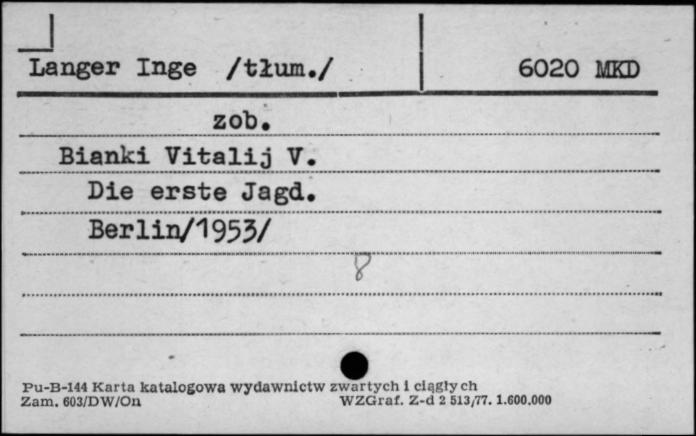 Langer Inge /tłum./ 6020 MKD
zob.
Bianki Vitalij V.
Die erste Jagd.
Berlin/1953/
8
Pu-B-144 Karta katalogowa wydawnictw zwartych i ciągłych
Zam. 603/DW/On WZGraf. Z-d 2 513/77. 1.600.000